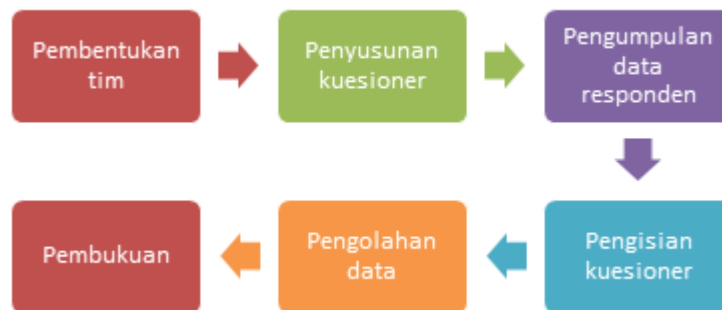 Pembentukan
tim
Penyusunan
kuesioner
Pengumpulan
data
responden
Pengisian
kuesioner
Pengolahan
data
Pembukuan